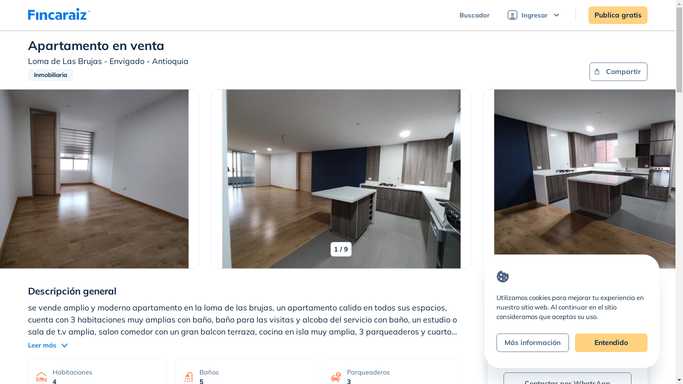 Fincaraiz
Buscador
Ingresar
Publica gratis
Apartamento en venta
Loma de Las Brujas - Envigado - Antioquia
Inmobiliaria
Compartir
1 / 9
Descripción general
se vende amplio y moderno apartamento en la loma de las brujas, un apartamento calido en todos sus espacios,
cuenta con 3 habitaciones muy amplias con baño, baño para las visitas y alcoba del servicio con baño, un estudio o
sala de t.v amplia, salon comedor con un gran balcon terraza, cocina en isla muy amplia, 3 parqueaderos y cuarto...
Leer más
Utilizamos cookies para mejorar tu experiencia en
nuestro sitio web. Al continuar en el sitio
consideramos que aceptas su uso.
Más información
Entendido
Habitaciones
4
Baños
5
Parqueaderos
3
Contactar por WhatsApp